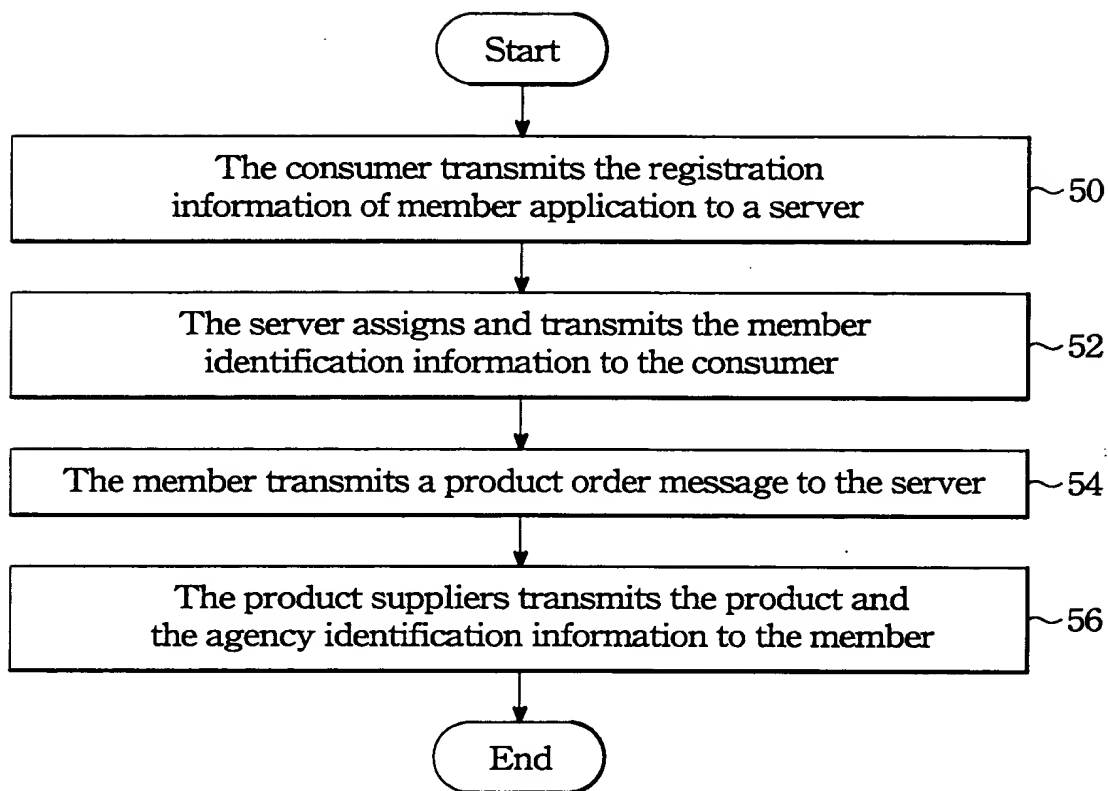 Start
The consumer transmits the registration
information of member application to a server
50
The server assigns and transmits the member
identification information to the consumer
52
The member transmits a product order message to the server
54
The product suppliers transmits the product and
the agency identification information to the member
56
End